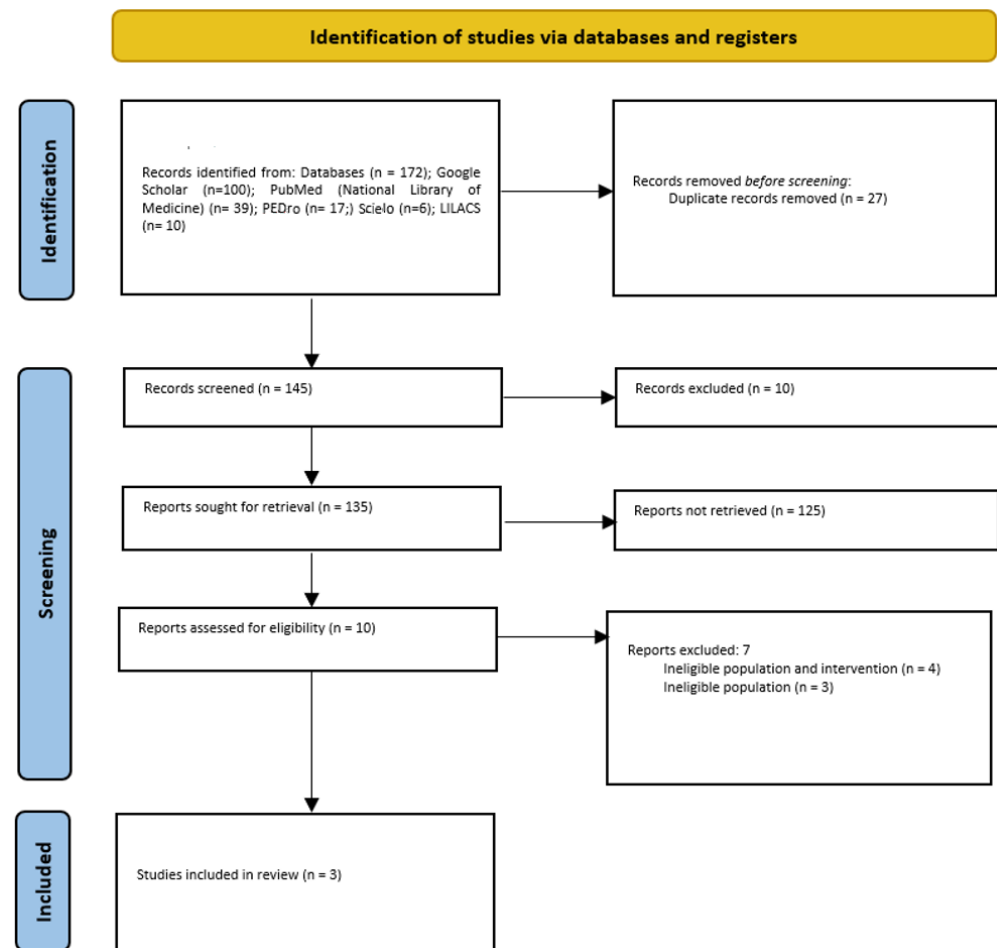 Identification of studies via databases and registers
Identification
Records identified from: Databases (n = 172); Google
Scholar (n=100); PubMed (National Library of
Medicine) (n= 39); PEDro (n= 17;) Scielo (n=6); LILACS
(n= 10)
Records removed before screening:
Duplicate records removed (n = 27)
Screening
Records screened (n = 145)
Records excluded (n = 10)
Reports sought for retrieval (n = 135)
Reports not retrieved (n = 125)
Reports assessed for eligibility (n = 10)
Reports excluded: 7
Ineligible population and intervention (n = 4)
Ineligible population (n = 3)
Included
Studies included in review (n = 3)